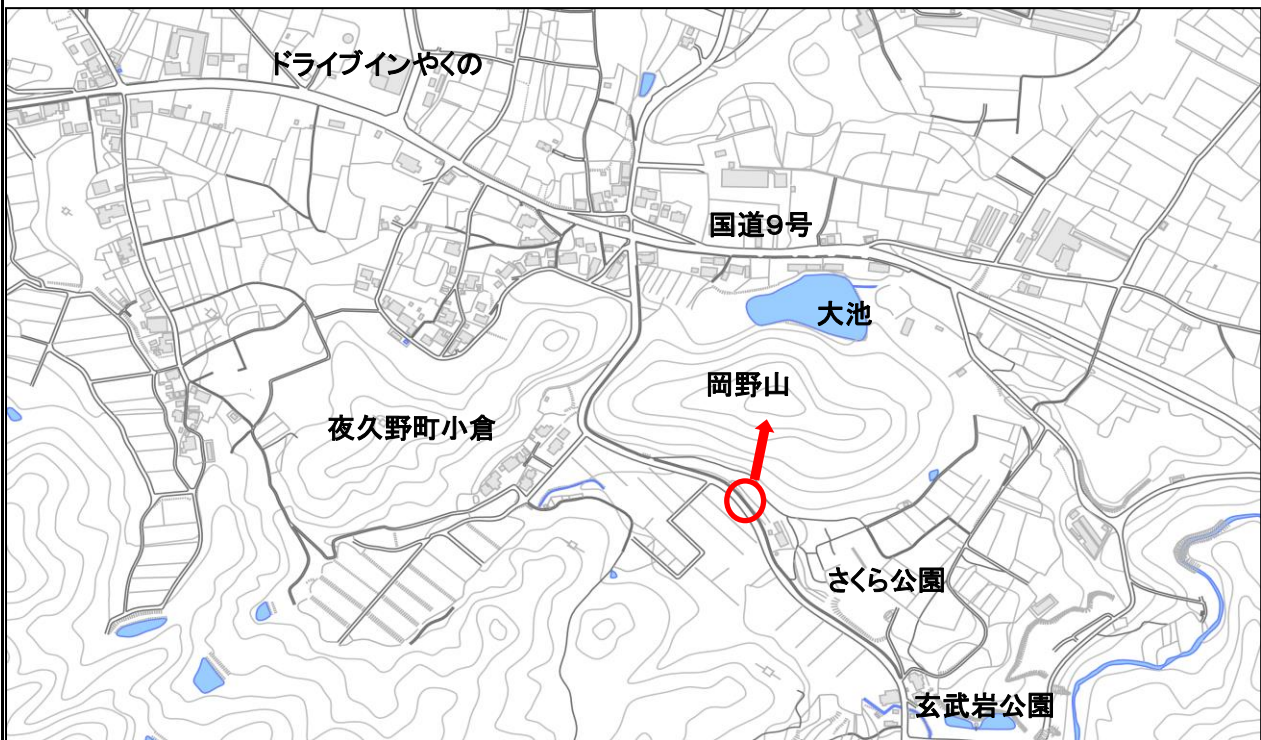 ドライブインやくの
国道9号
大池
岡野山
夜久野町小倉
さくら公園
玄武岩公園